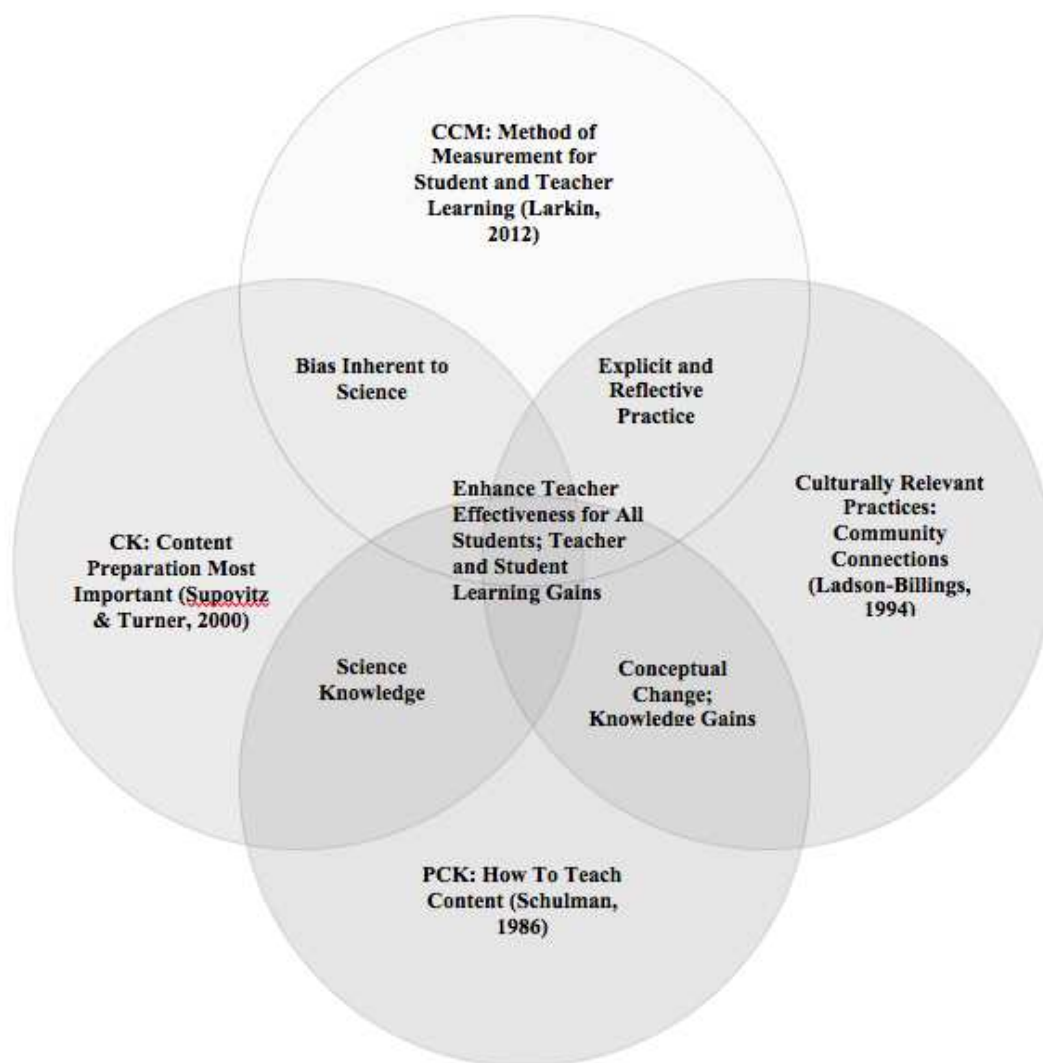 CCM: Method of
Measurement for
Student and Teacher
Learning (Larkin,
2012)
Bias Inherent to
Science
Explicit and
Reflective
Practice
Enhance Teacher
Effectiveness for All
Students; Teacher
and Student
Learning Gains
Culturally Relevant
Practices:
Community
Connections
(Ladson-Billings,
1994)
CK: Content
Preparation Most
Important (Supovitz
& Turner, 2000)
Science
Knowledge
Conceptual
Change;
Knowledge Gains
PCK: How To Teach
Content (Schulman,
1986)